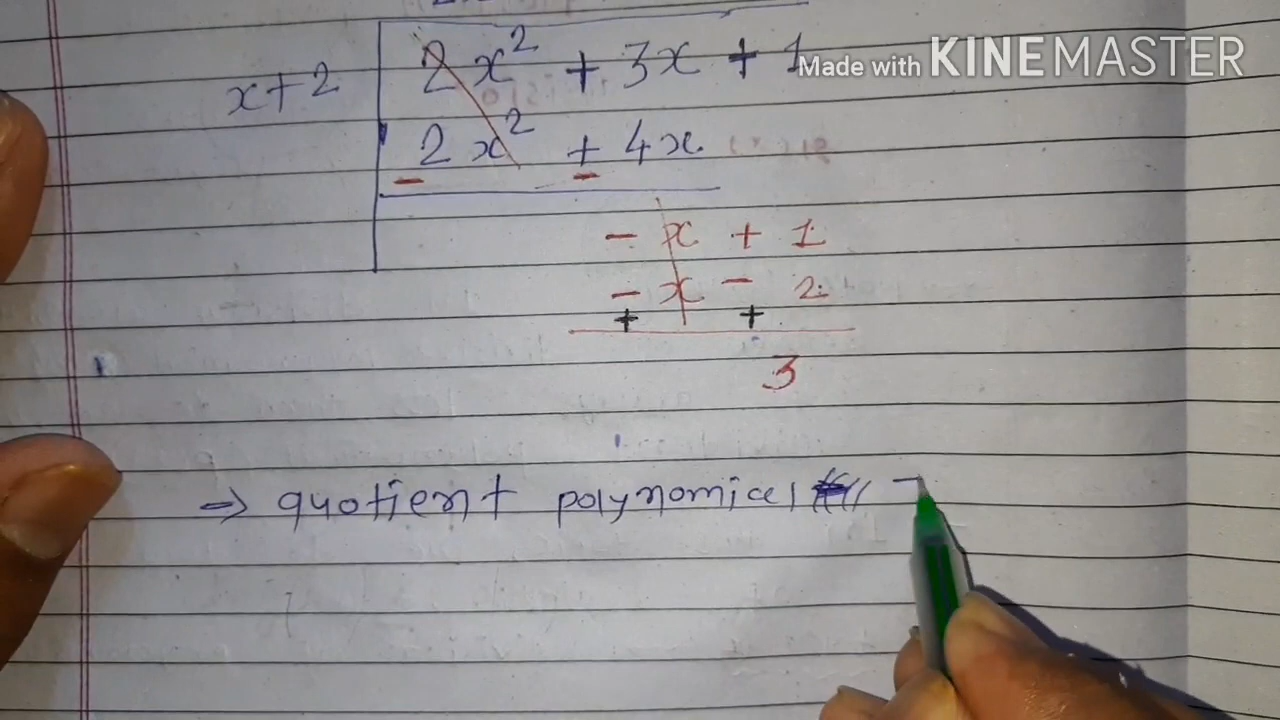 x+2 2x² + 3x + 1
Made with KINEMASTER
2x² + 4x
- -
- x + 1
- x - 2
+ +
3
⇒ quotient polynomial